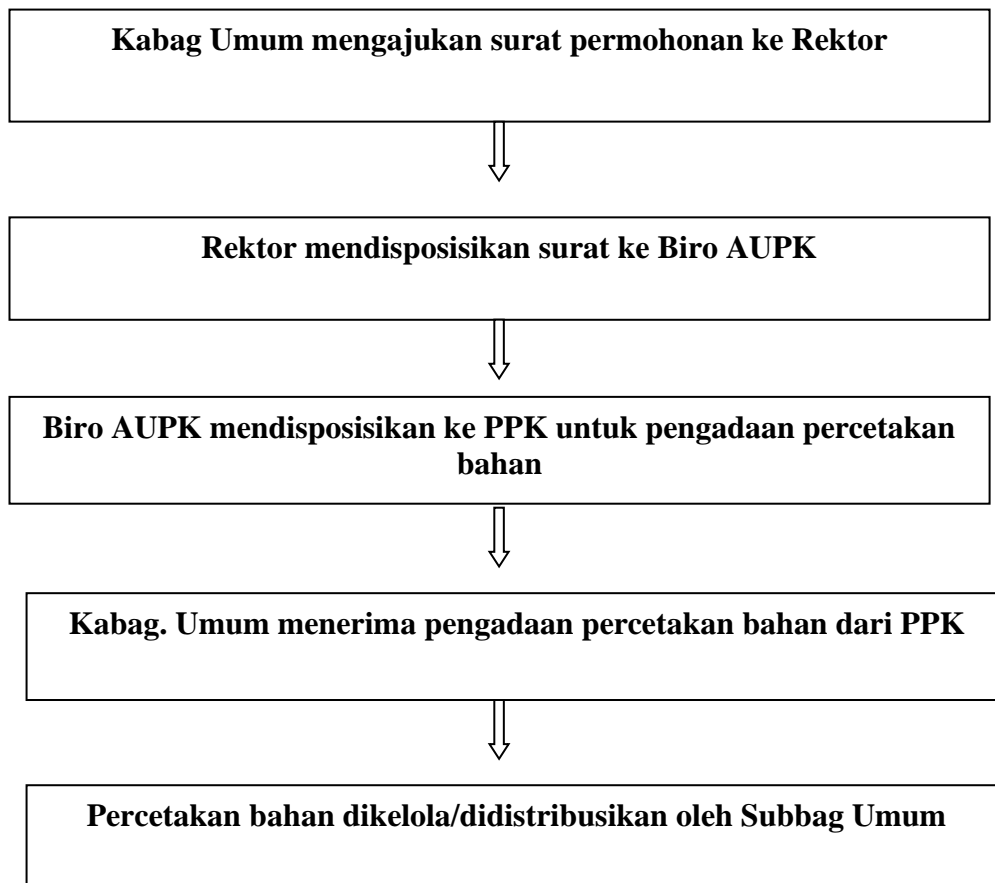 Kabag Umum mengajukan surat permohonan ke Rektor
Rektor mendisposisikan surat ke Biro AUPK
Biro AUPK mendisposisikan ke PPK untuk pengadaan percetakan
bahan
Kabag. Umum menerima pengadaan percetakan bahan dari PPK
Percetakan bahan dikelola/didistribusikan oleh Subbag Umum